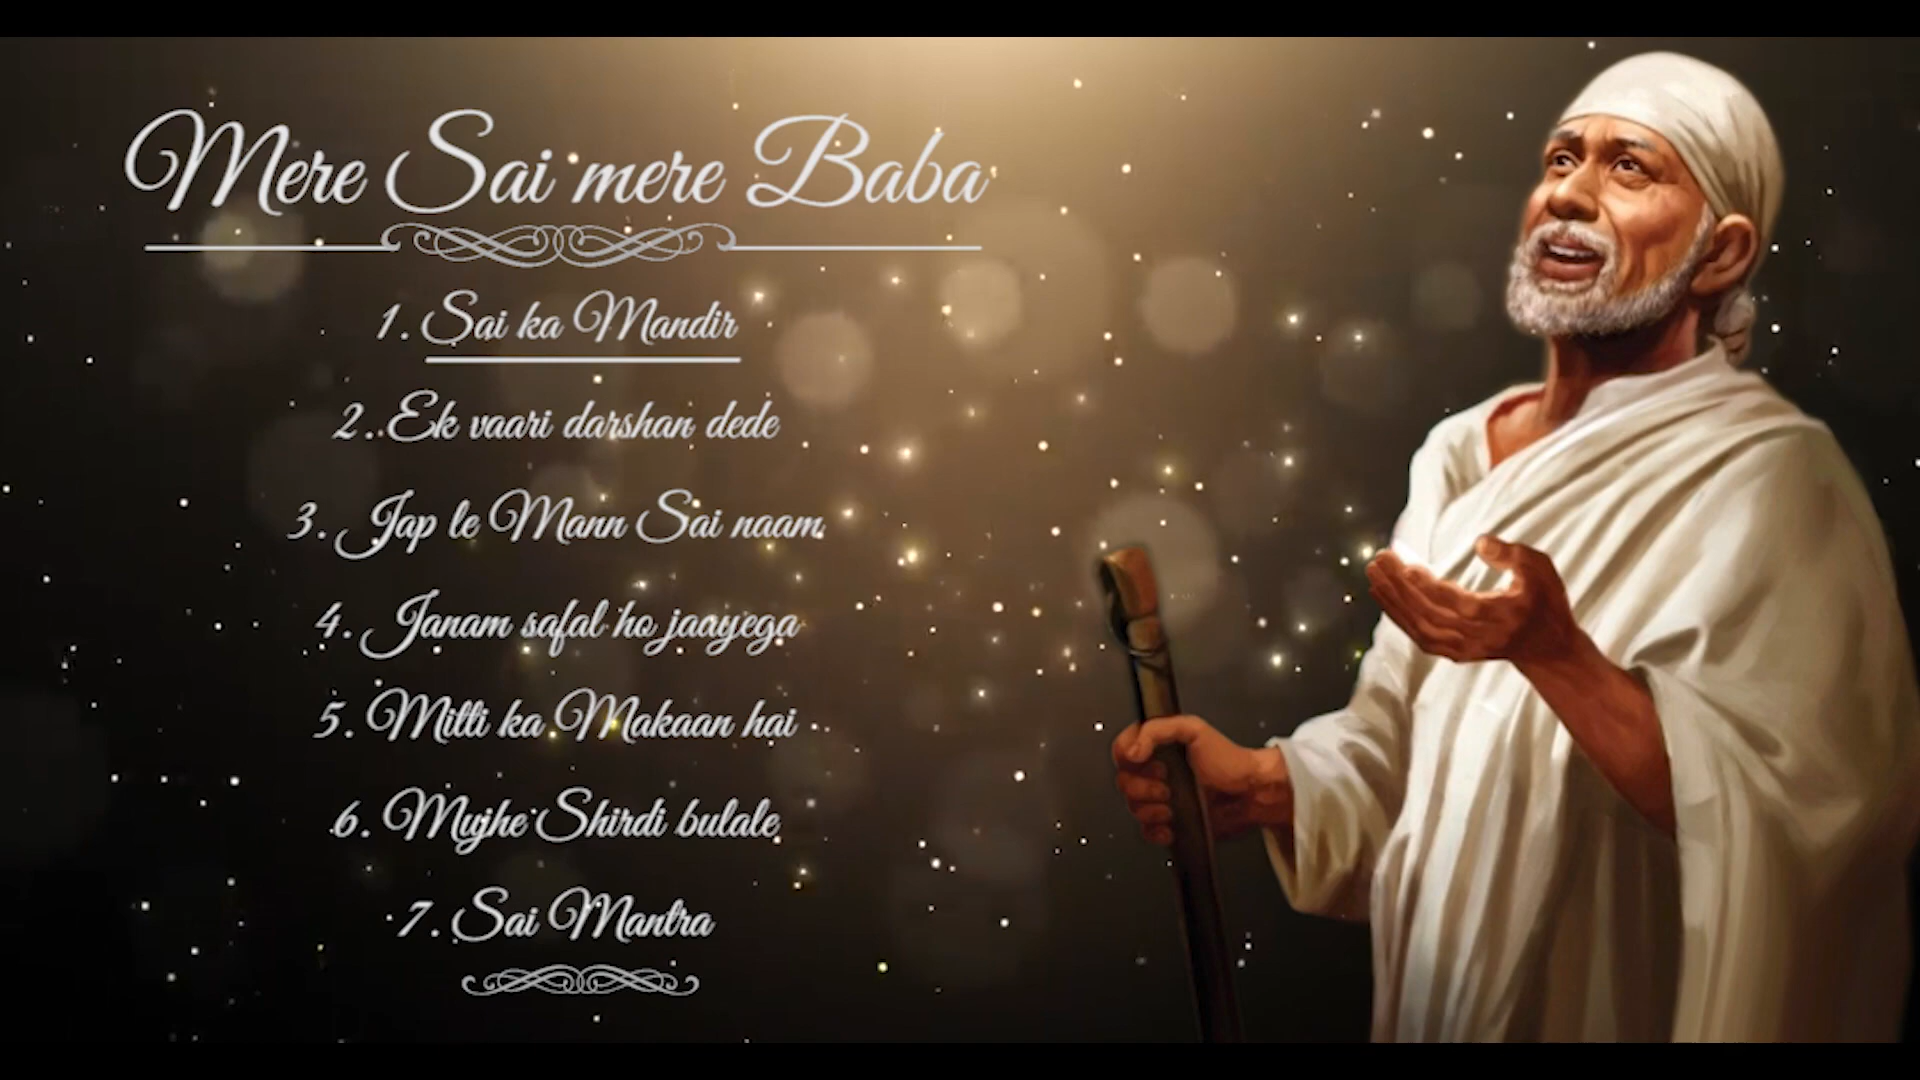 Mere Sai mere Baba
1. Sai ka Mandir
2. Ek vaari darshan dede
3. Jap le Mann Sai naam
4. Janam safal ho jaayega
5. Mitti ka Makaan hai
6. Mujhe Shirdi bulale
7. Sai Mantra